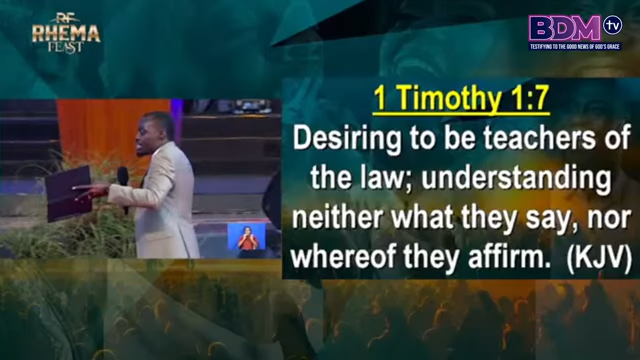 RF
RHEMA
FEAST
BDM tv
TESTIFYING TO THE GOOD NEWS OF GOD'S GRACE
1 Timothy 1:7
Desiring to be teachers of
the law; understanding
neither what they say, nor
whereof they affirm. (KJV)